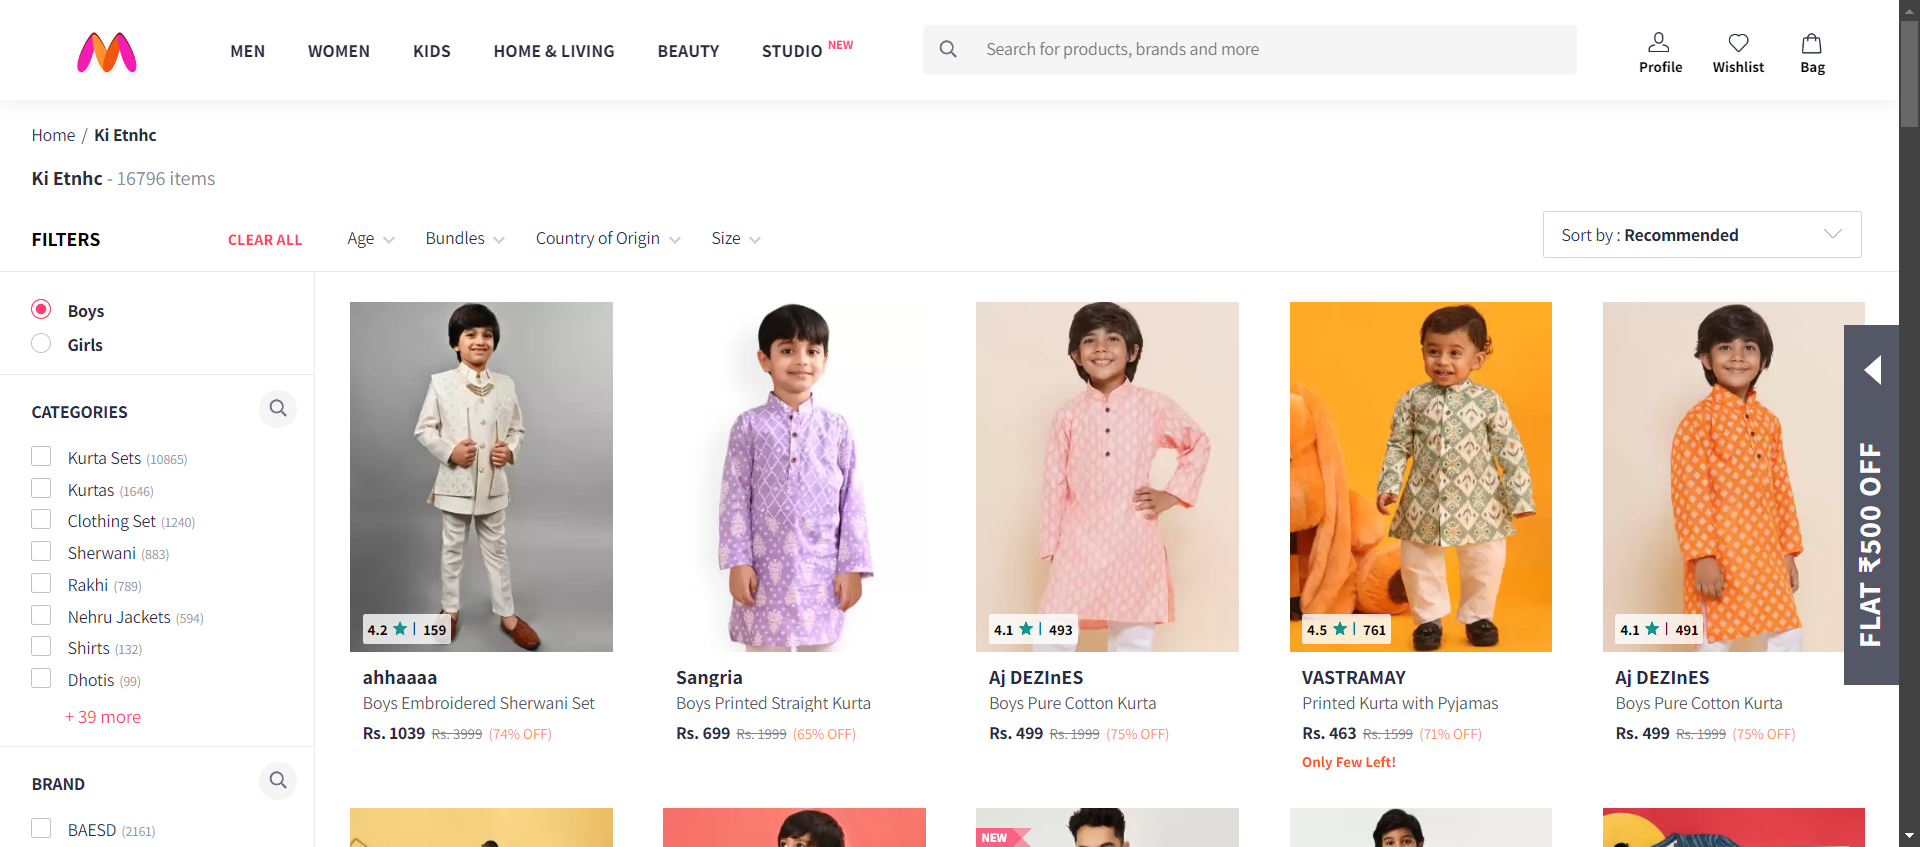 MEN WOMEN KIDS HOME & LIVING BEAUTY STUDIO NEW Search for products, brands and more Profile Wishlist Bag
Home / Ki Etnhc
Ki Etnhc - 16796 items
FILTERS CLEAR ALL Age Bundles Country of Origin Size Sort by : Recommended
Boys
Girls
CATEGORIES
Kurta Sets (10865)
Kurtas (1646)
Clothing Set (1240)
Sherwani (883)
Rakhi (789)
Nehru Jackets (594)
Shirts (132)
Dhotis (99)
+ 39 more
BRAND
BAESD (2161)
4.2 ★ | 159
ahhaaaa
Boys Embroidered Sherwani Set
Rs. 1039 Rs. 3999 (74% OFF)
Sangria
Boys Printed Straight Kurta
Rs. 699 Rs. 1999 (65% OFF)
4.1 ★ | 493
Aj DEZInES
Boys Pure Cotton Kurta
Rs. 499 Rs. 1999 (75% OFF)
4.5 ★ | 761
VASTRAMAY
Printed Kurta with Pyjamas
Rs. 463 Rs. 1599 (71% OFF)
Only Few Left!
4.1 ★ | 491
Aj DEZInES
Boys Pure Cotton Kurta
Rs. 499 Rs. 1999 (75% OFF)
NEW
FLAT ₹500 OFF